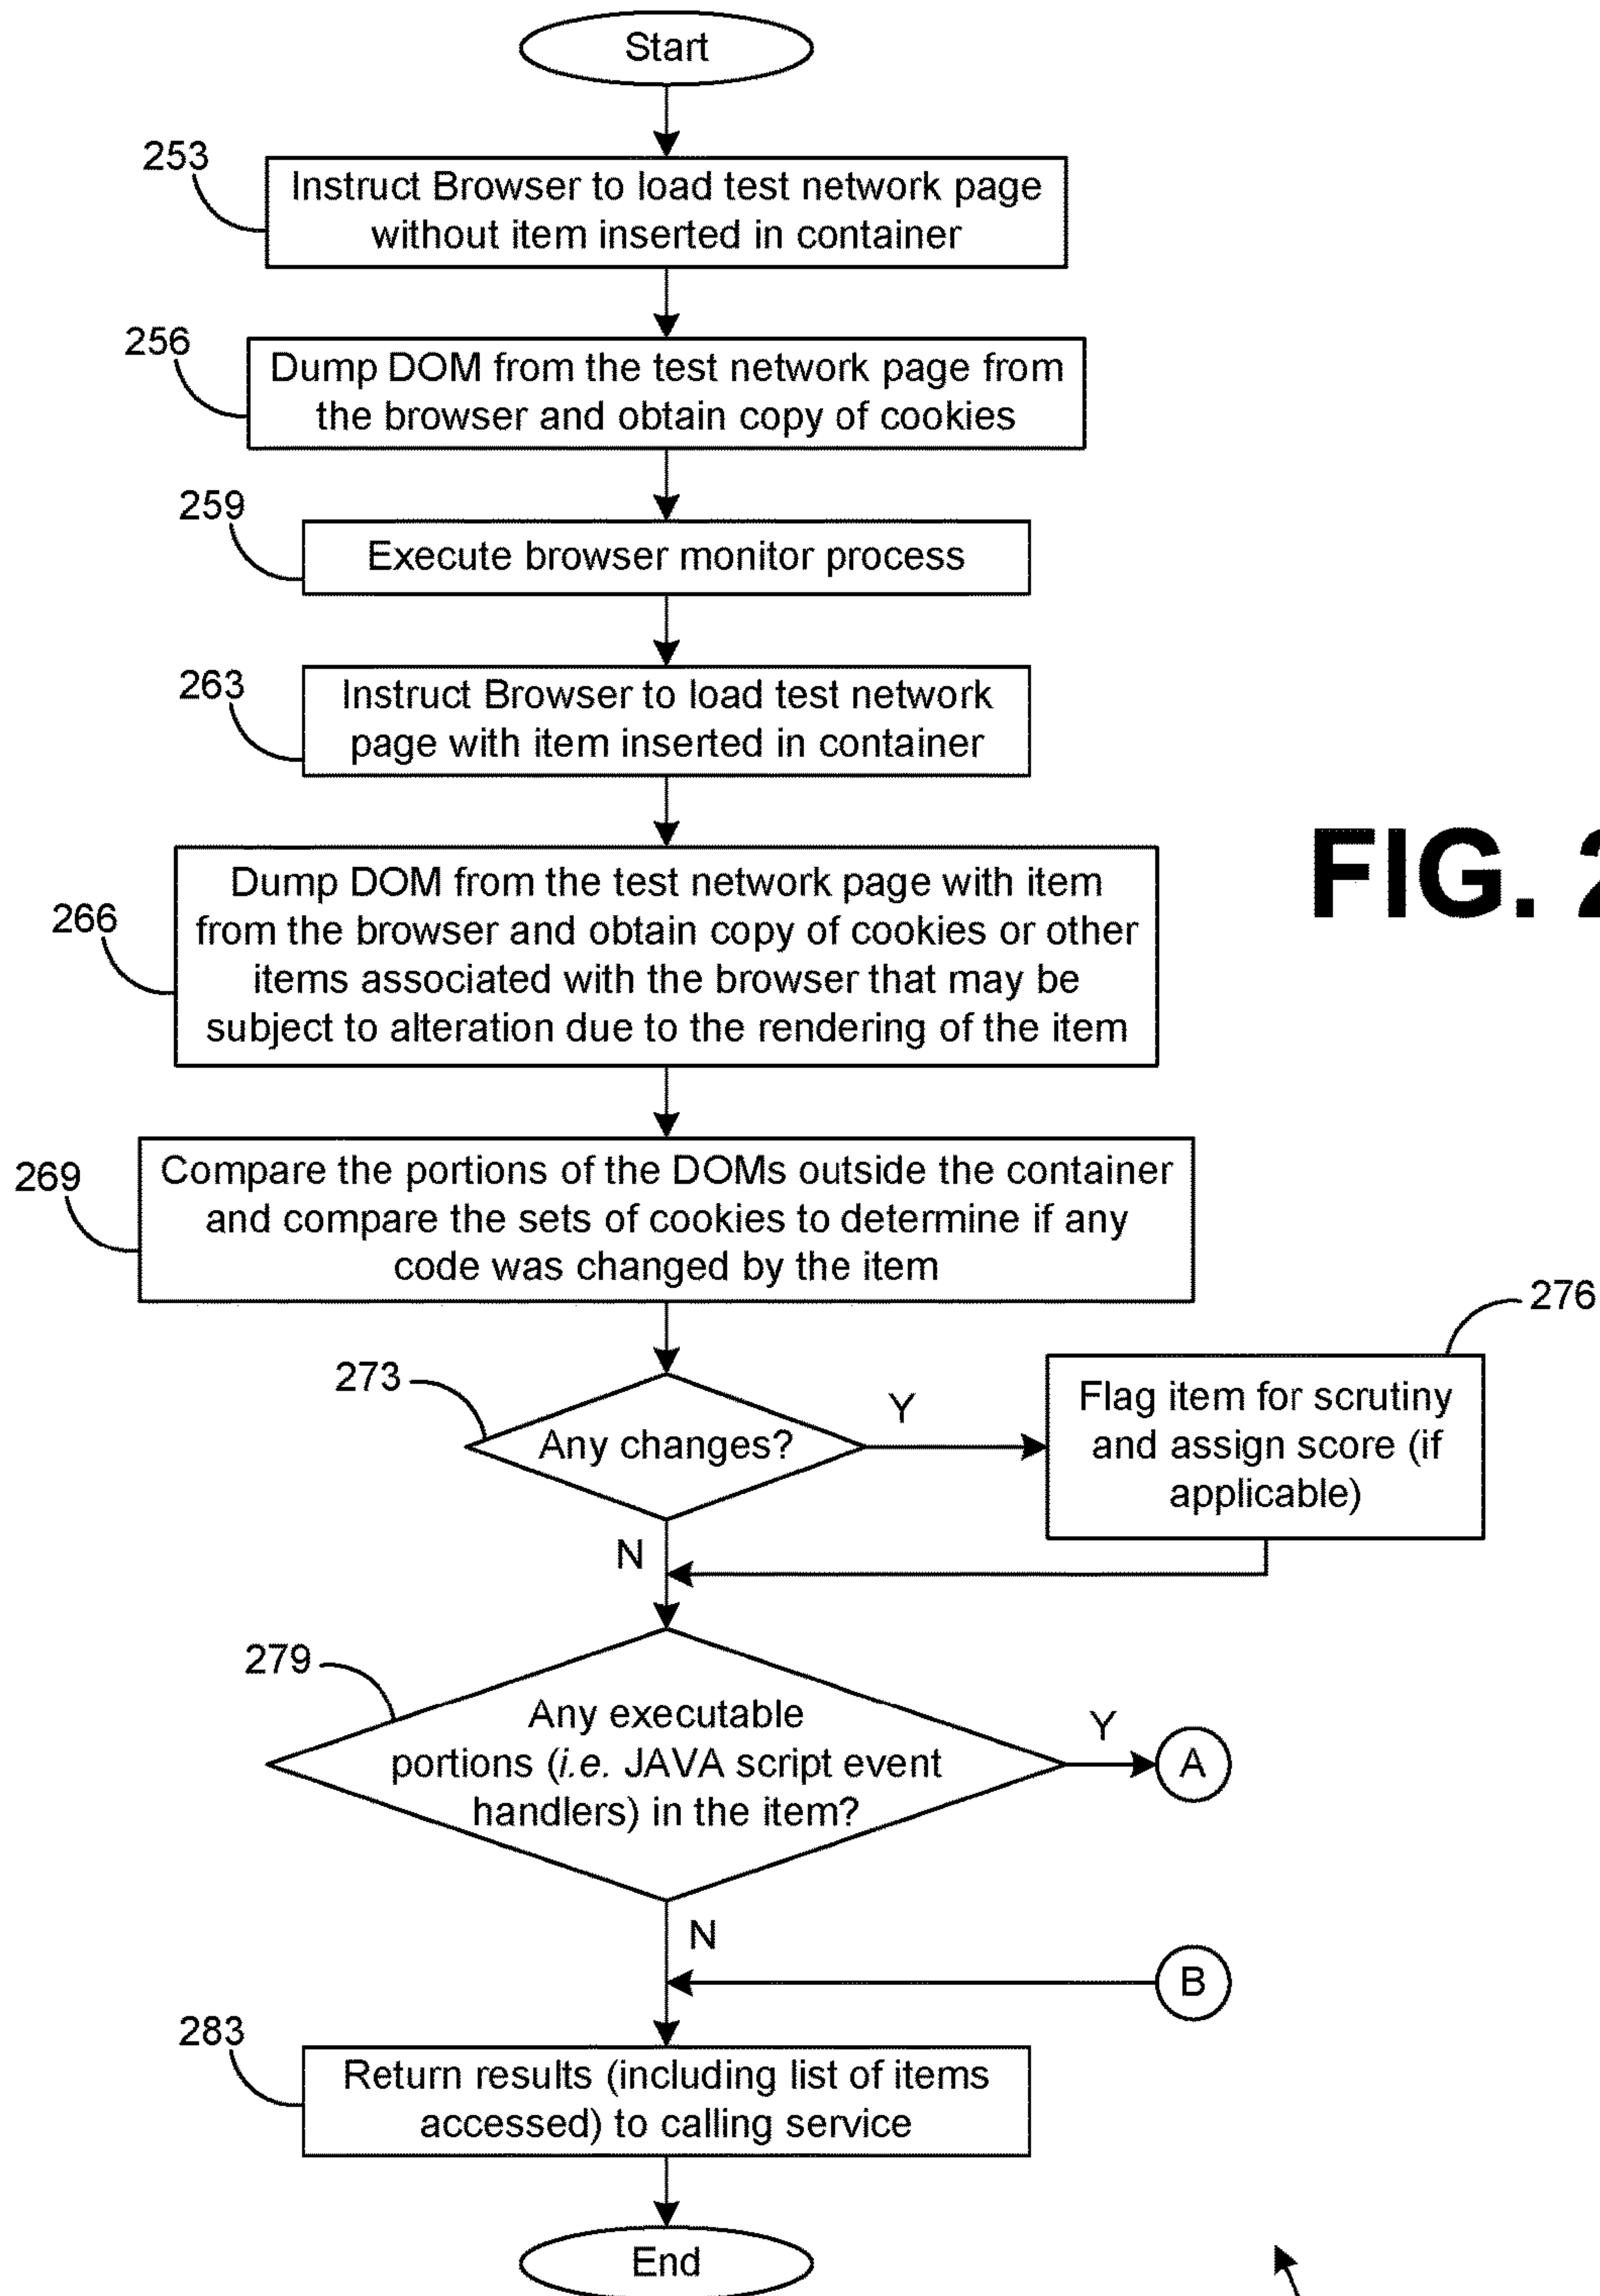 Start
253
Instruct Browser to load test network page
without item inserted in container
256
Dump DOM from the test network page from
the browser and obtain copy of cookies
259
Execute browser monitor process
263
Instruct Browser to load test network
page with item inserted in container
266
Dump DOM from the test network page with item
from the browser and obtain copy of cookies or other
items associated with the browser that may be
subject to alteration due to the rendering of the item
FIG. 2
269
Compare the portions of the DOMs outside the container
and compare the sets of cookies to determine if any
code was changed by the item
273
Any changes?
Y
276
Flag item for scrutiny
and assign score (if
applicable)
N
279
Any executable
portions (i.e. JAVA script event
handlers) in the item?
Y
A
N
B
283
Return results (including list of items
accessed) to calling service
End